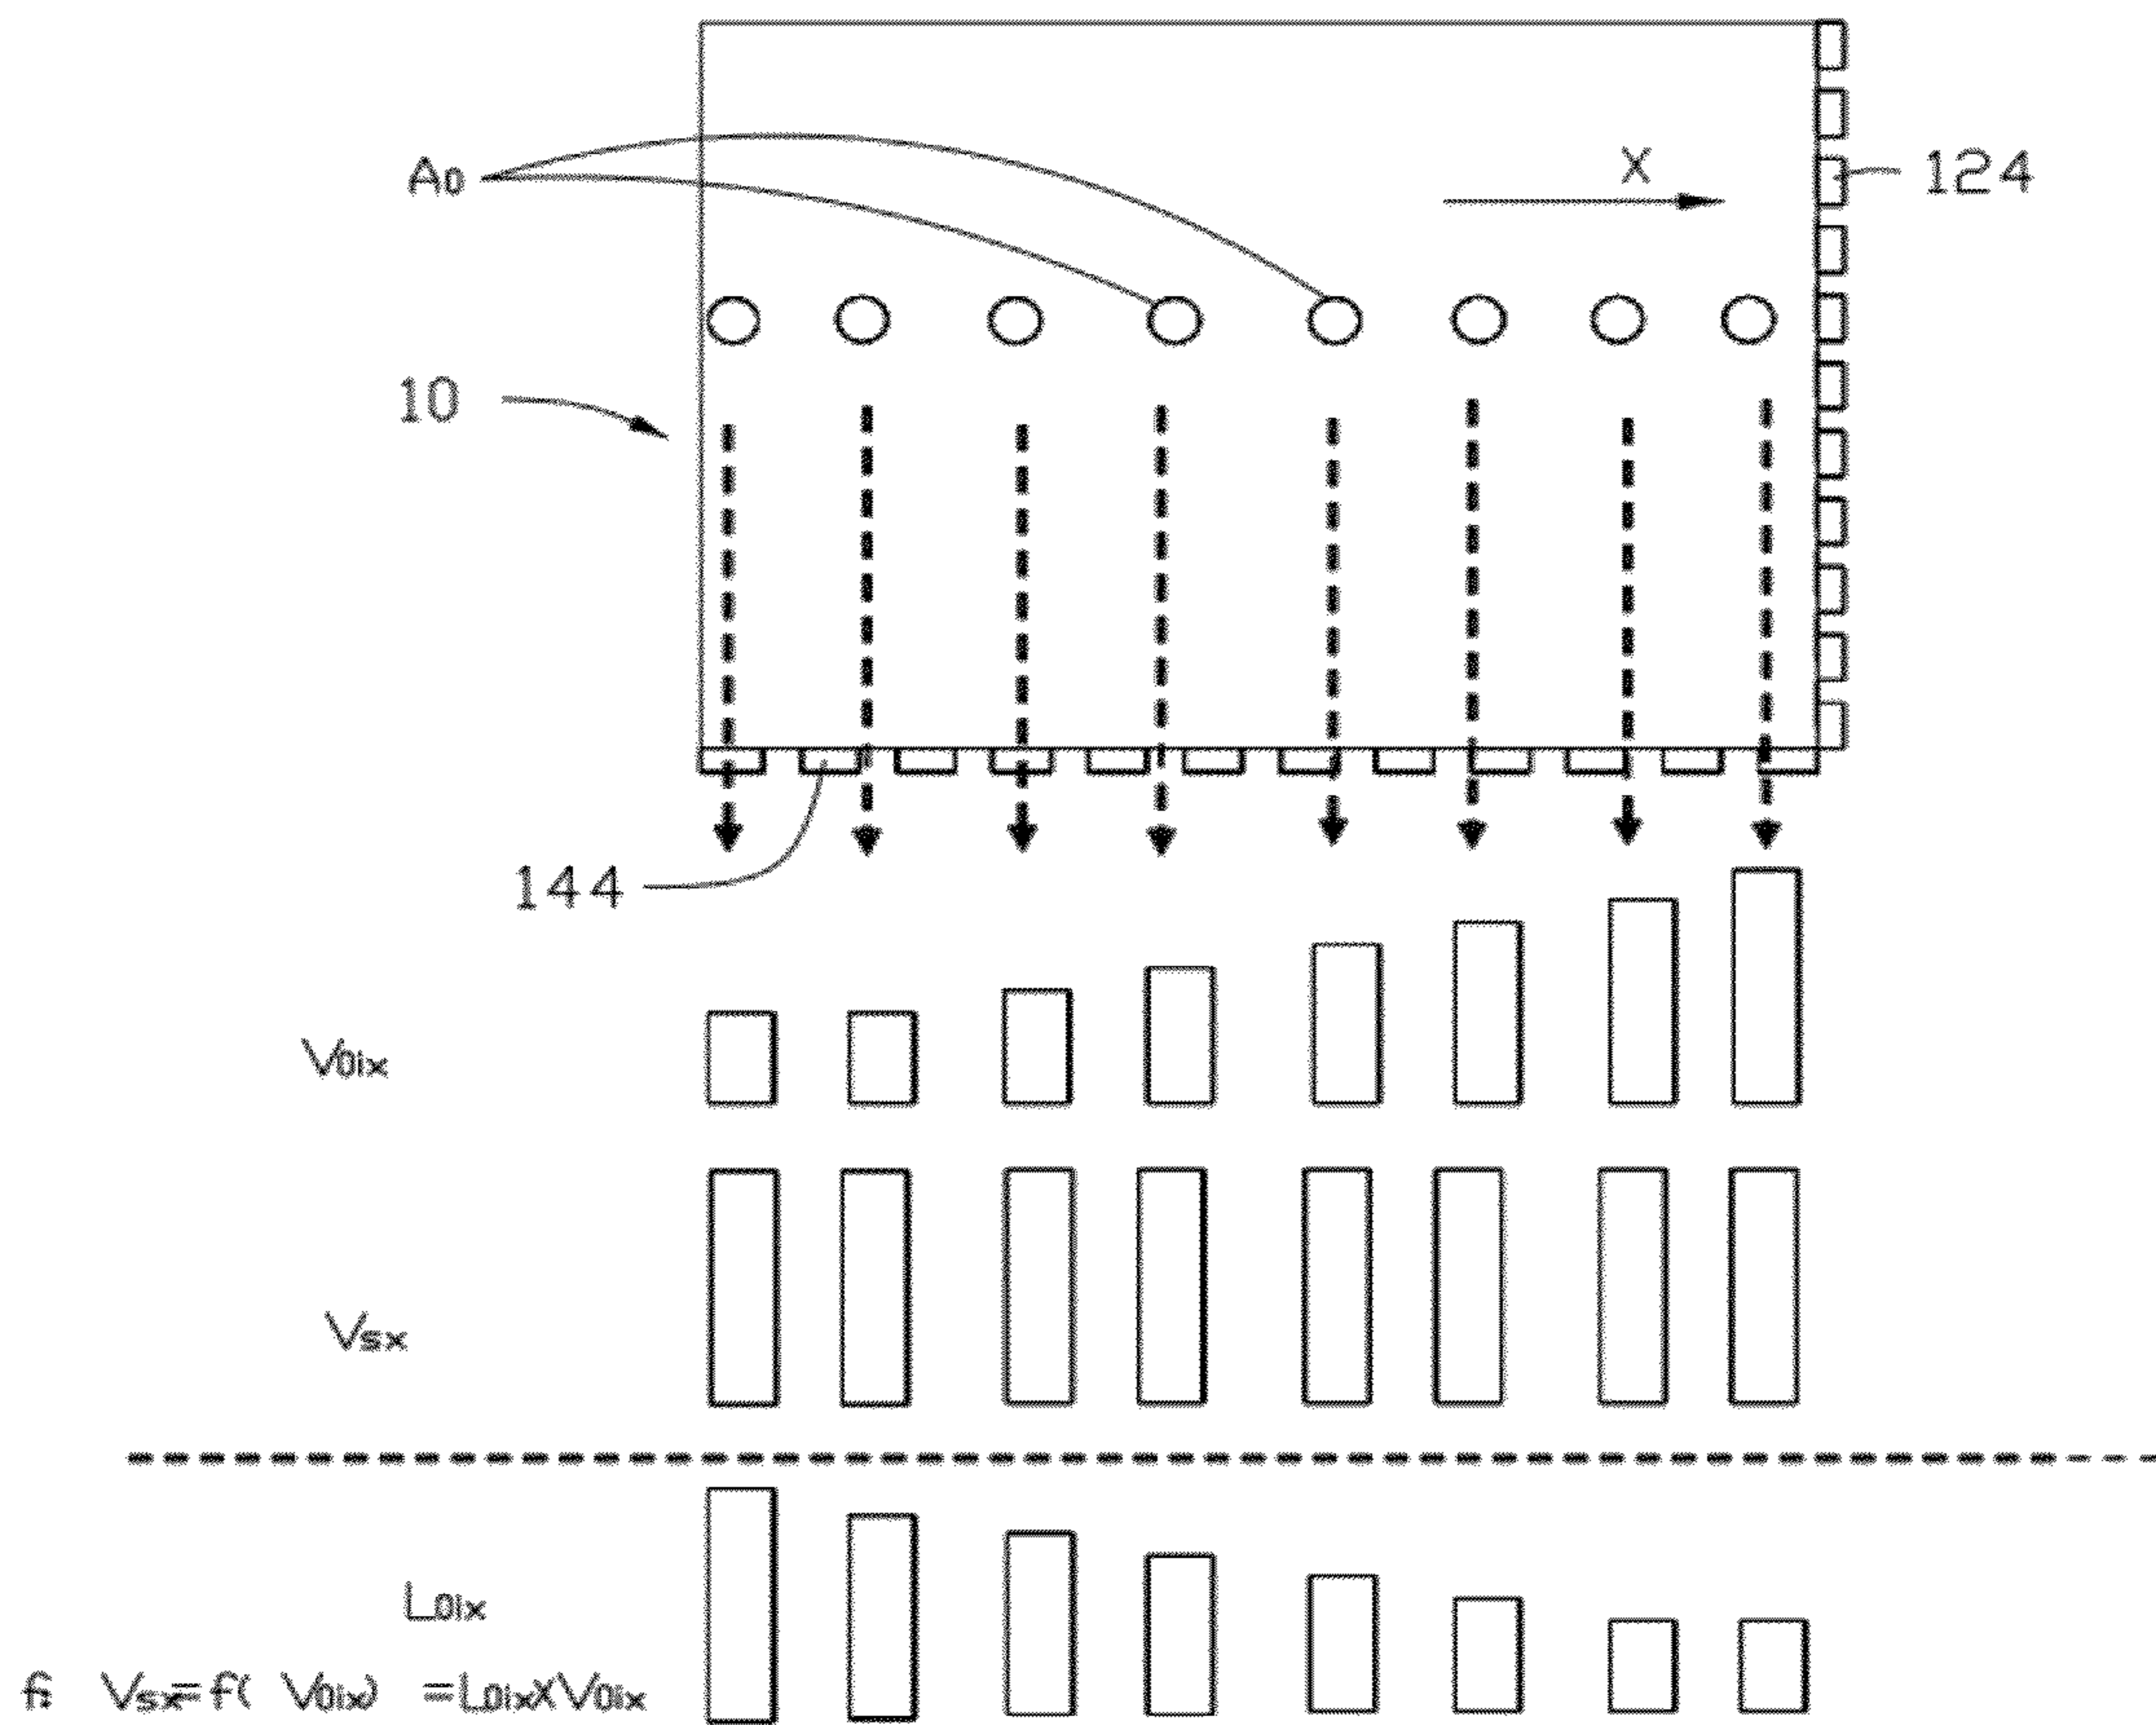 A0
X
124
10
144
V0ix
Vsx
L0ix
f: Vsx=f( V0ix) =L0ixXV0ix